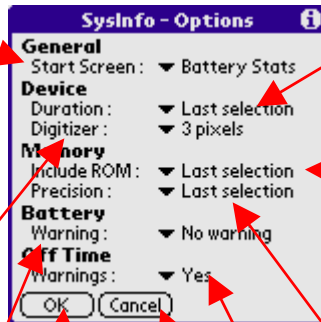 SysInfo - Options i
General
Start Screen : Battery Stats
Device
Duration : Last selection
Digitizer : 3 pixels
Memory
Include ROM : Last selection
Precision : Last selection
Battery
Warning : No warning
Off Time
Warnings : Yes
OK Cancel